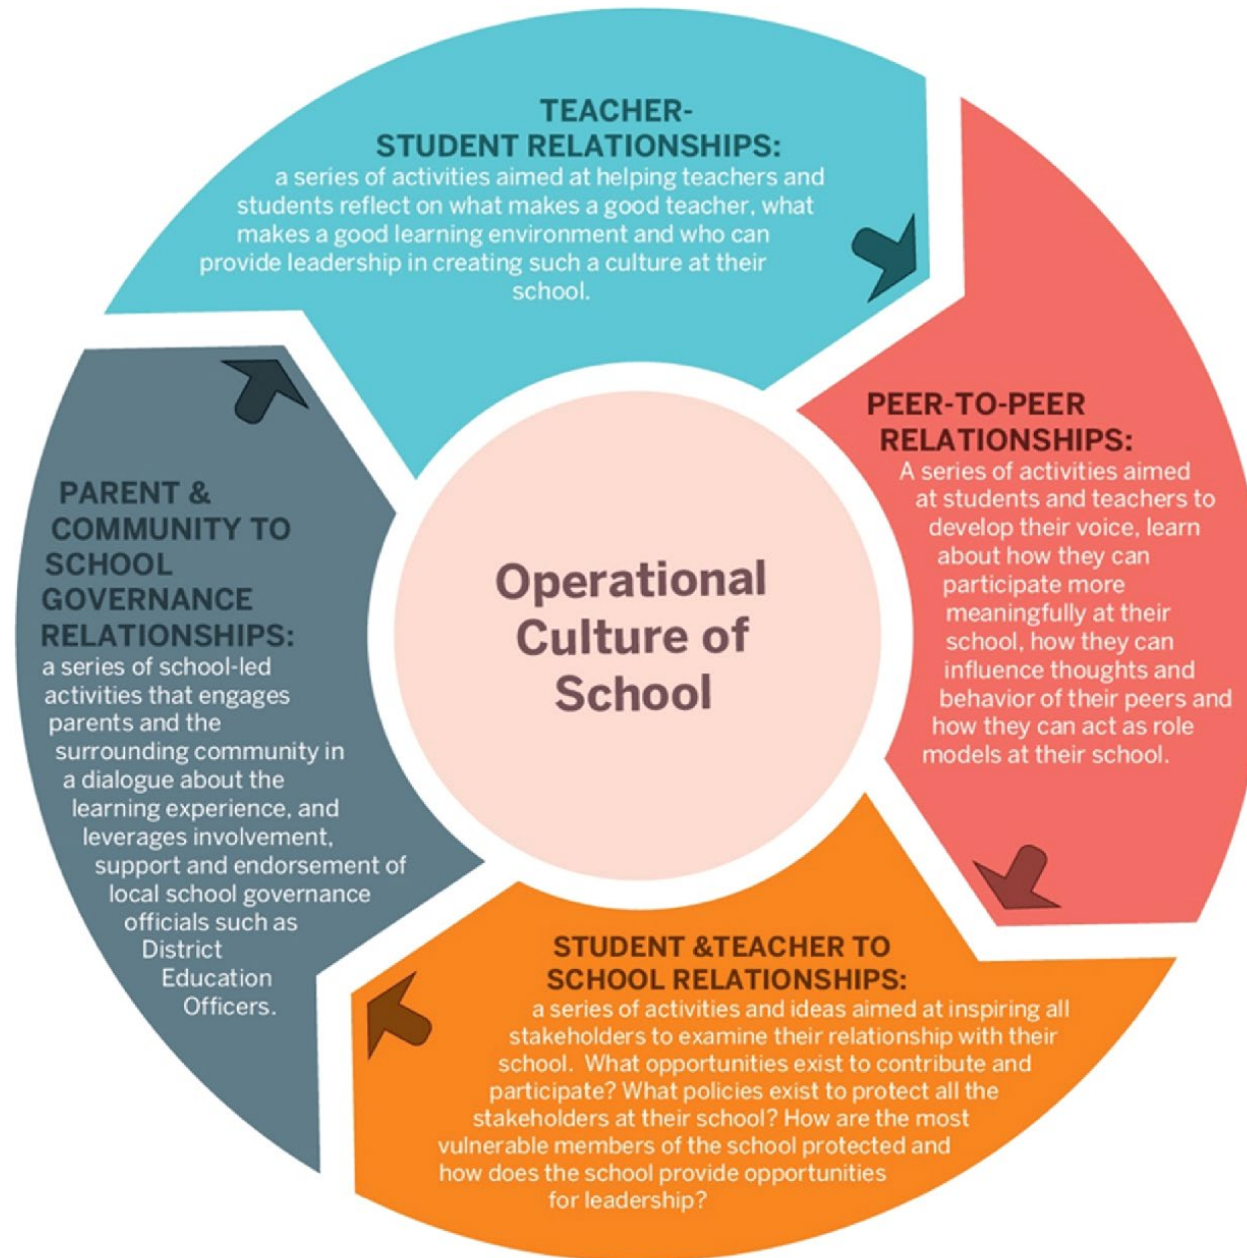 TEACHER-
STUDENT RELATIONSHIPS:
a series of activities aimed at helping teachers and
students reflect on what makes a good teacher, what
makes a good learning environment and who can
provide leadership in creating such a culture at their
school.
PEER-TO-PEER
RELATIONSHIPS:
A series of activities aimed
at students and teachers to
develop their voice, learn
about how they can
participate more
meaningfully at their
school, how they can
influence thoughts and
behavior of their peers and
how they can act as role
models at their school.
STUDENT &TEACHER TO
SCHOOL RELATIONSHIPS:
a series of activities and ideas aimed at inspiring all
stakeholders to examine their relationship with their
school. What opportunities exist to contribute and
participate? What policies exist to protect all the
stakeholders at their school? How are the most
vulnerable members of the school protected and
how does the school provide opportunities
for leadership?
PARENT &
COMMUNITY TO
SCHOOL
GOVERNANCE
RELATIONSHIPS:
a series of school-led
activities that engages
parents and the
surrounding community in
a dialogue about the
learning experience, and
leverages involvement,
support and endorsement of
local school governance
officials such as
District
Education
Officers.
Operational
Culture of
School